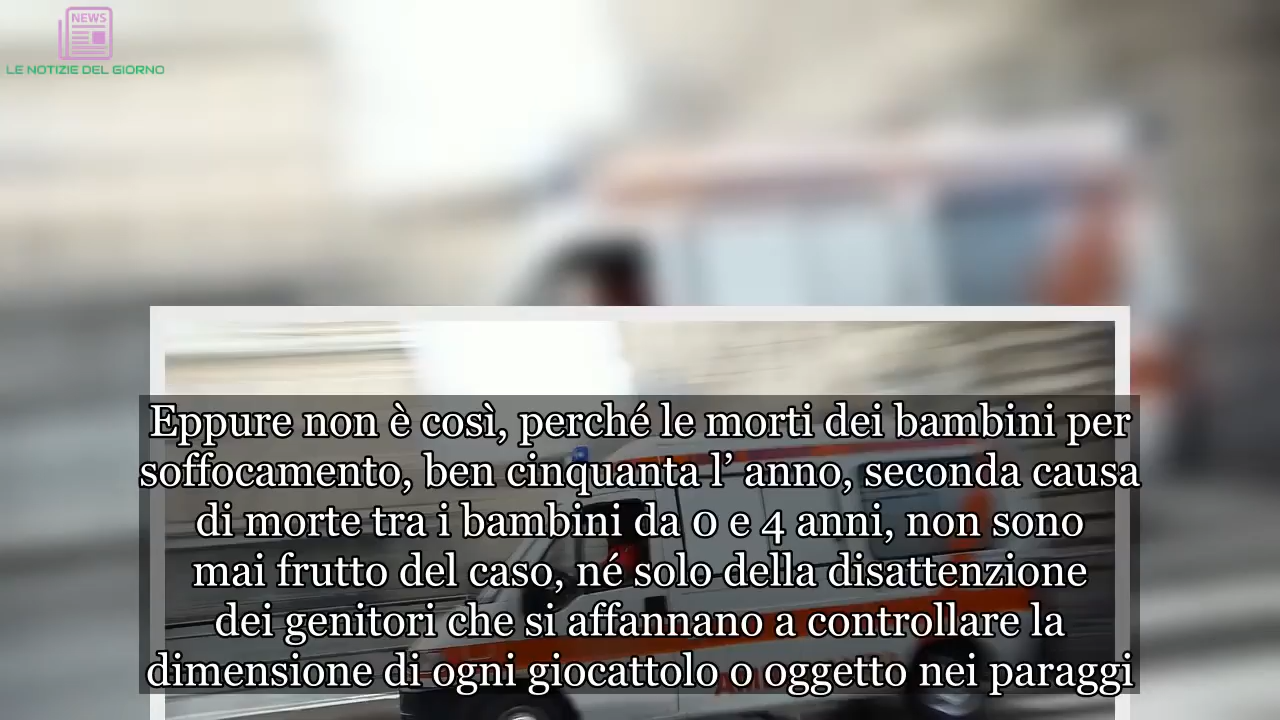 NEWS
LE NOTIZIE DEL GIORNO
Eppure non è così, perché le morti dei bambini per
soffocamento, ben cinquanta l’ anno, seconda causa
di morte tra i bambini da 0 e 4 anni, non sono
mai frutto del caso, né solo della disattenzione
dei genitori che si affannano a controllare la
dimensione di ogni giocattolo o oggetto nei paraggi